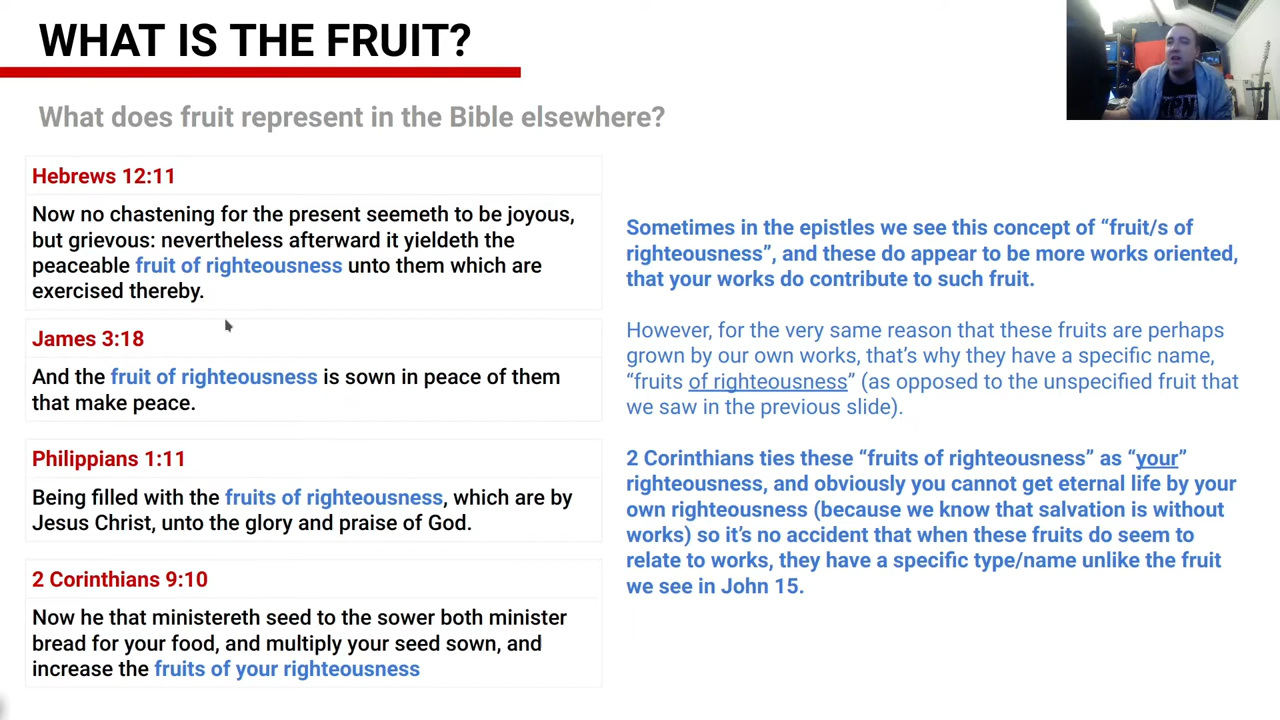 WHAT IS THE FRUIT?
What does fruit represent in the Bible elsewhere?
Hebrews 12:11
Now no chastening for the present seemeth to be joyous,
but grievous: nevertheless afterward it yieldeth the
peaceable fruit of righteousness unto them which are
exercised thereby.
James 3:18
And the fruit of righteousness is sown in peace of them
that make peace.
Philippians 1:11
Being filled with the fruits of righteousness, which are by
Jesus Christ, unto the glory and praise of God.
2 Corinthians 9:10
Now he that ministereth seed to the sower both minister
bread for your food, and multiply your seed sown, and
increase the fruits of your righteousness
Sometimes in the epistles we see this concept of “fruit/s of
righteousness”, and these do appear to be more works oriented,
that your works do contribute to such fruit.
However, for the very same reason that these fruits are perhaps
grown by our own works, that’s why they have a specific name,
“fruits of righteousness” (as opposed to the unspecified fruit that
we saw in the previous slide).
2 Corinthians ties these “fruits of righteousness” as “your”
righteousness, and obviously you cannot get eternal life by your
own righteousness (because we know that salvation is without
works) so it’s no accident that when these fruits do seem to
relate to works, they have a specific type/name unlike the fruit
we see in John 15.